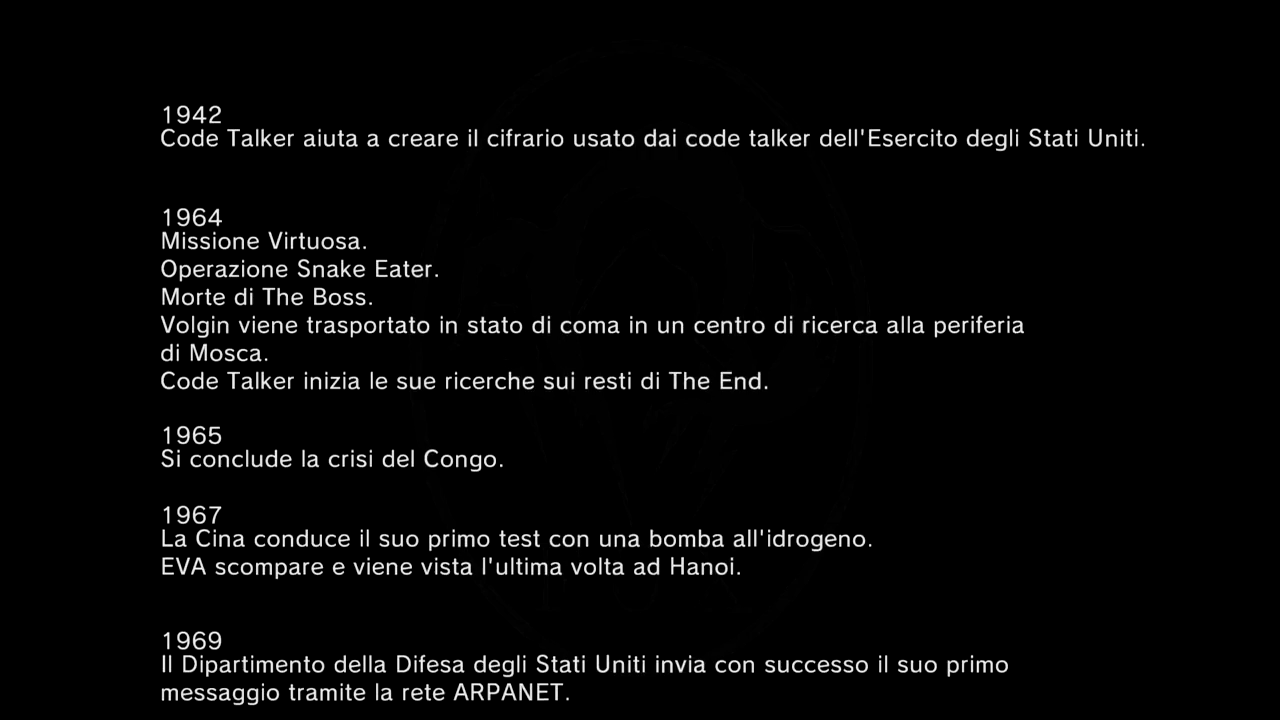 1942
Code Talker aiuta a creare il cifrario usato dai code talker dell'Esercito degli Stati Uniti.
1964
Missione Virtuosa.
Operazione Snake Eater.
Morte di The Boss.
Volgin viene trasportato in stato di coma in un centro di ricerca alla periferia
di Mosca.
Code Talker inizia le sue ricerche sui resti di The End.
1965
Si conclude la crisi del Congo.
1967
La Cina conduce il suo primo test con una bomba all'idrogeno.
EVA scompare e viene vista l'ultima volta ad Hanoi.
1969
Il Dipartimento della Difesa degli Stati Uniti invia con successo il suo primo
messaggio tramite la rete ARPANET.